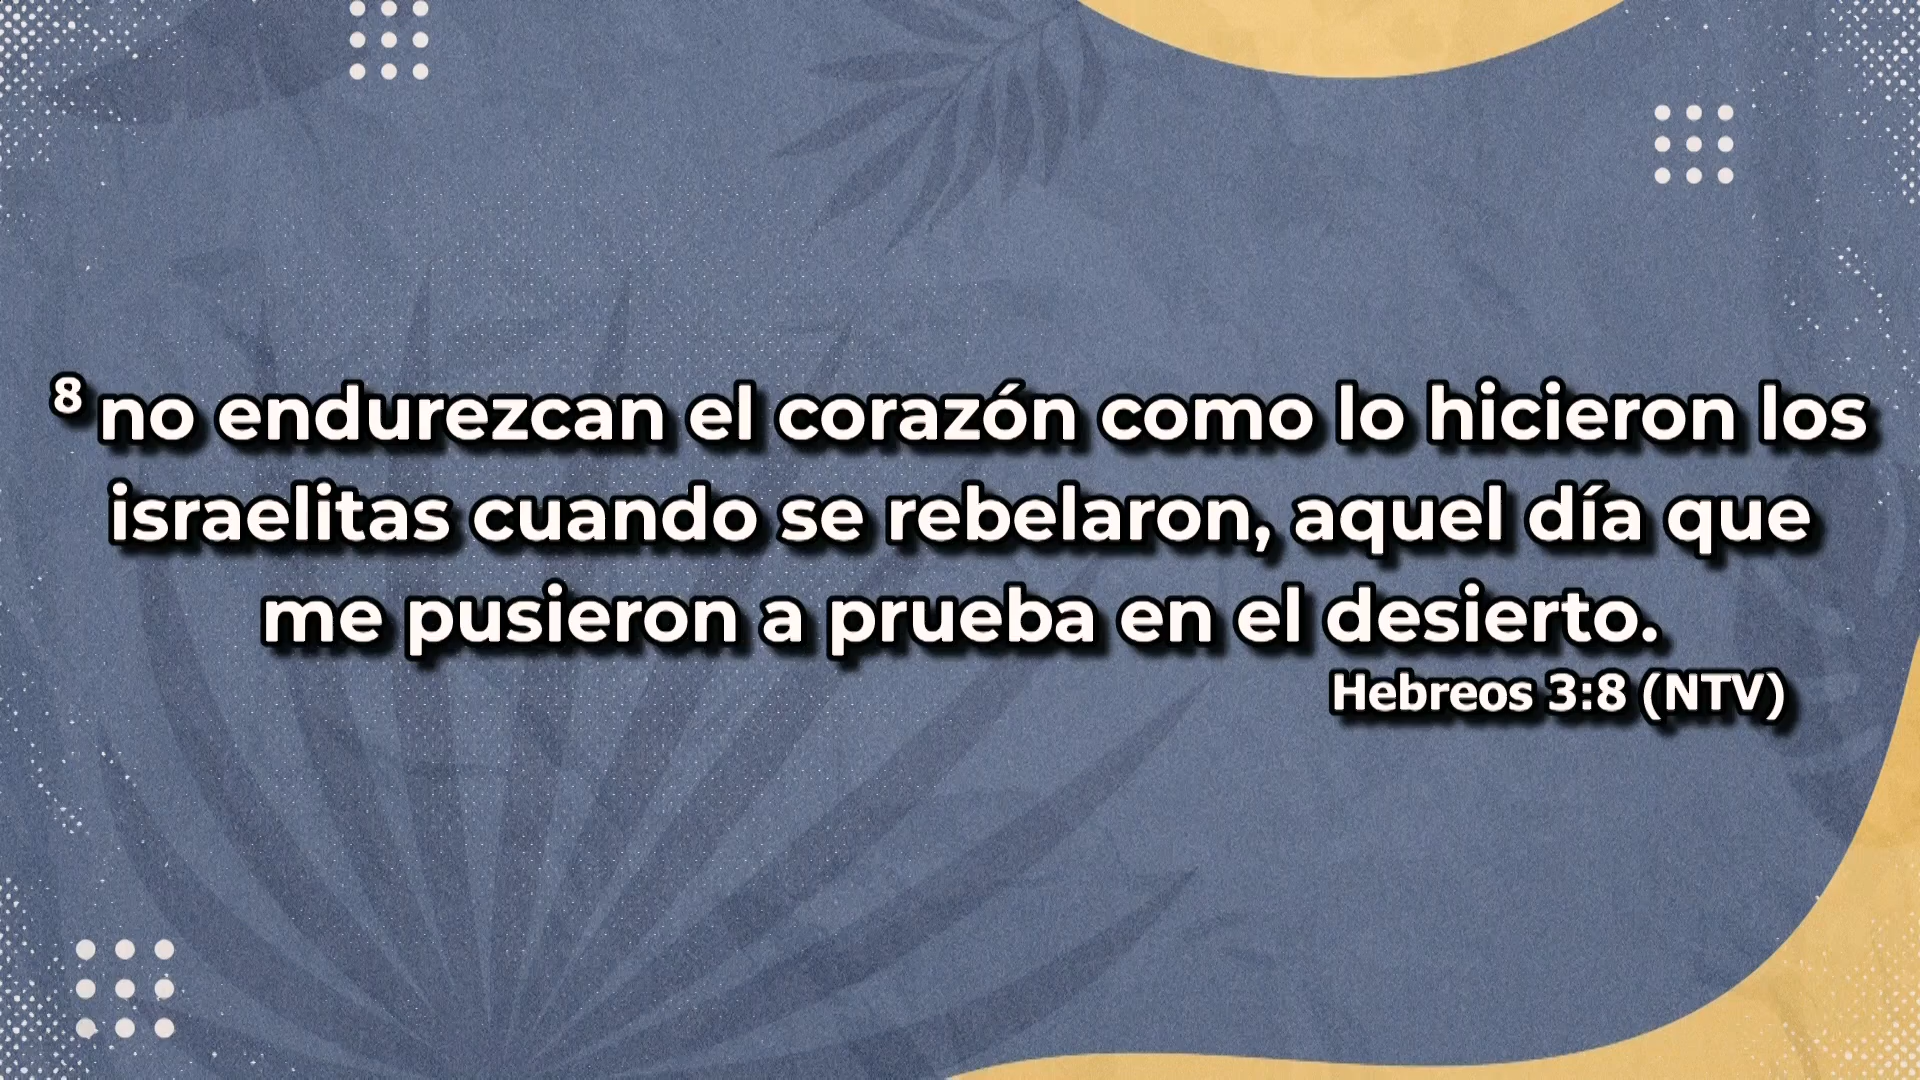 8 no endurezcan el corazón como lo hicieron los
israelitas cuando se rebelaron, aquel día que
me pusieron a prueba en el desierto.
Hebreos 3:8 (NTV)